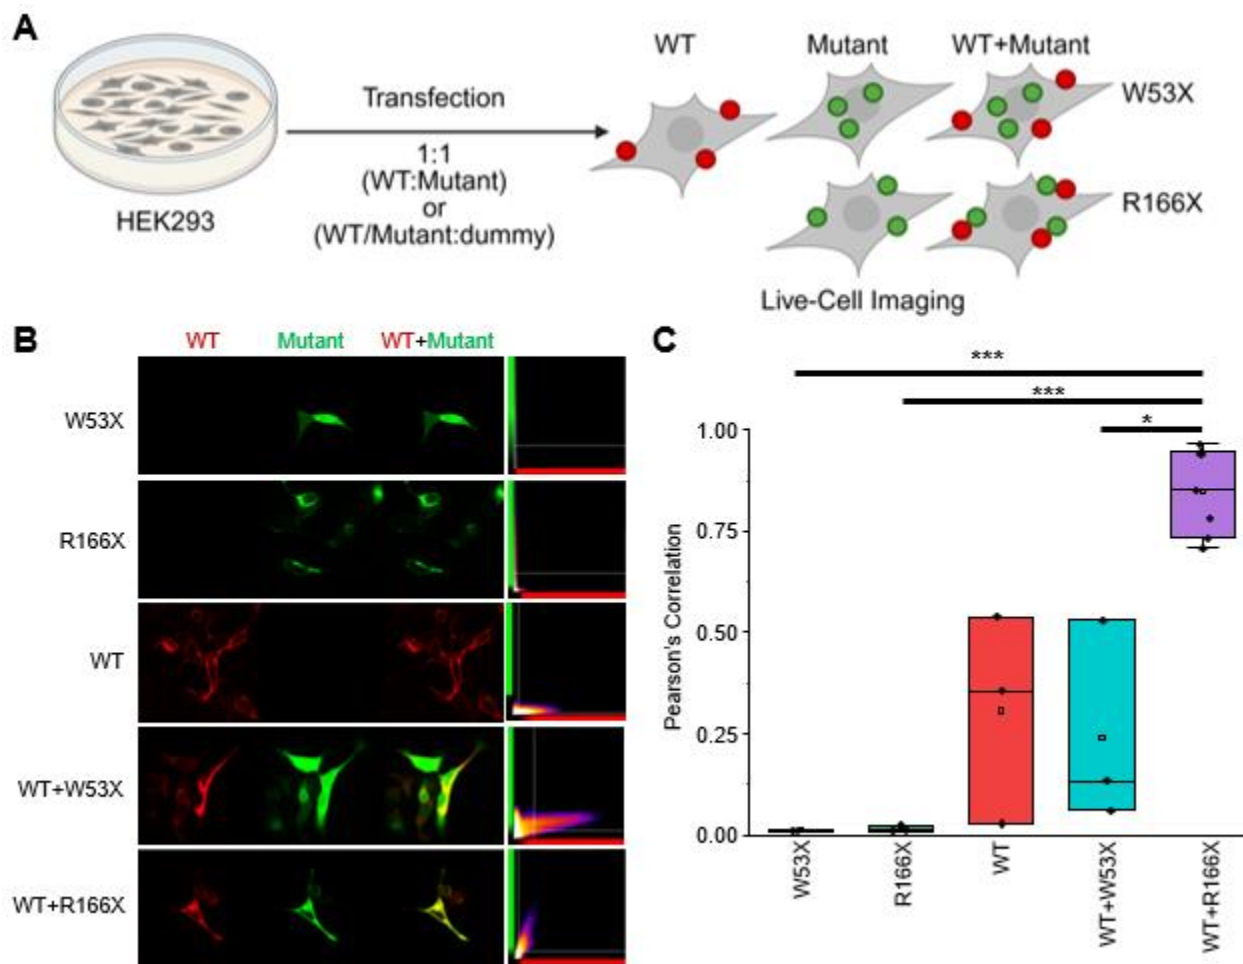 A
HEK293
Transfection
1:1
(WT:Mutant)
or
(WT/Mutant:dummy)
WT
Mutant
WT+Mutant
W53X
R166X
Live-Cell Imaging
B
WT
Mutant
WT+Mutant
W53X
R166X
WT
WT+W53X
WT+R166X
C
***
***
*
Pearson's Correlation
1.00
0.75
0.50
0.25
0.00
W53X
R166X
WT
WT+W53X
WT+R166X